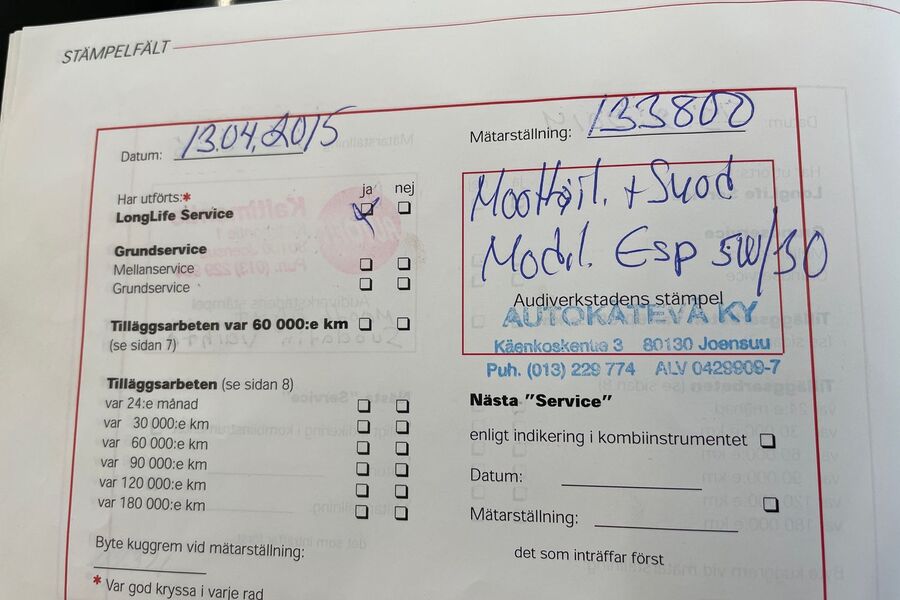 STÄMPELFÄLT
Datum: 13.04.2015
Mätarställning: 133800
Har utförts:*
ja nej
LongLife Service
Moottoriöl. + Suod
Mobil. Esp 5W/30
Grundservice
Mellanservice
Grundservice
Audiverkstadens stämpel
AUTOKATEVA KY
Käenkoskentie 3 80130 Joensuu
Puh. (013) 229 774 ALV 0429909-7
Tilläggsarbeten var 60 000:e km
(se sidan 7)
Tilläggsarbeten (se sidan 8)
var 24:e månad
var 30 000:e km
var 60 000:e km
var 90 000:e km
var 120 000:e km
var 180 000:e km
Byte kuggrem vid mätarställning:
* Var god kryssa i varje rad
Nästa "Service"
enligt indikering i kombiinstrumentet
Datum:
Mätarställning:
det som inträffar först